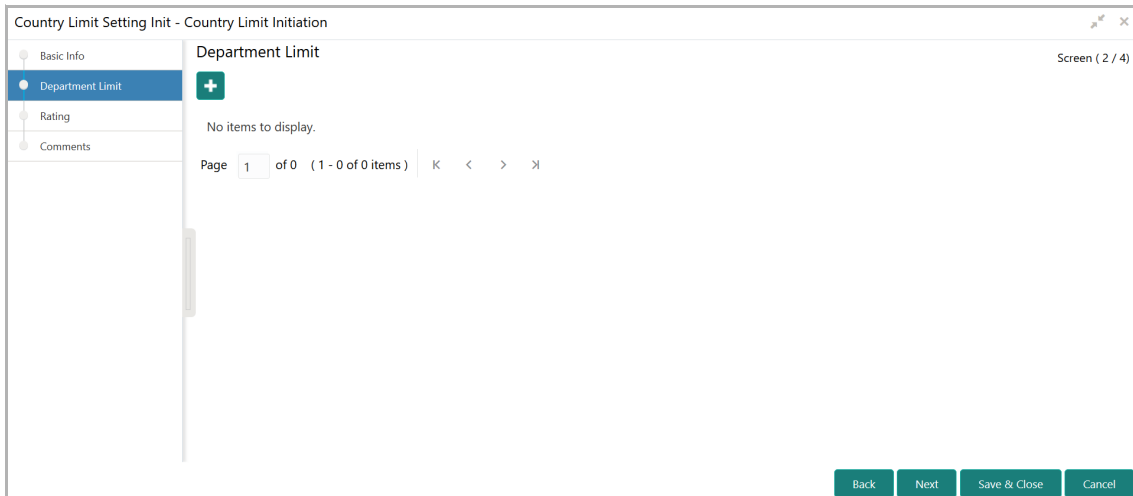 Country Limit Setting Init - Country Limit Initiation
Basic Info
Department Limit
Rating
Comments
Department Limit
Screen ( 2 / 4)
No items to display.
Page 1 of 0 ( 1 - 0 of 0 items )
Back Next Save & Close Cancel